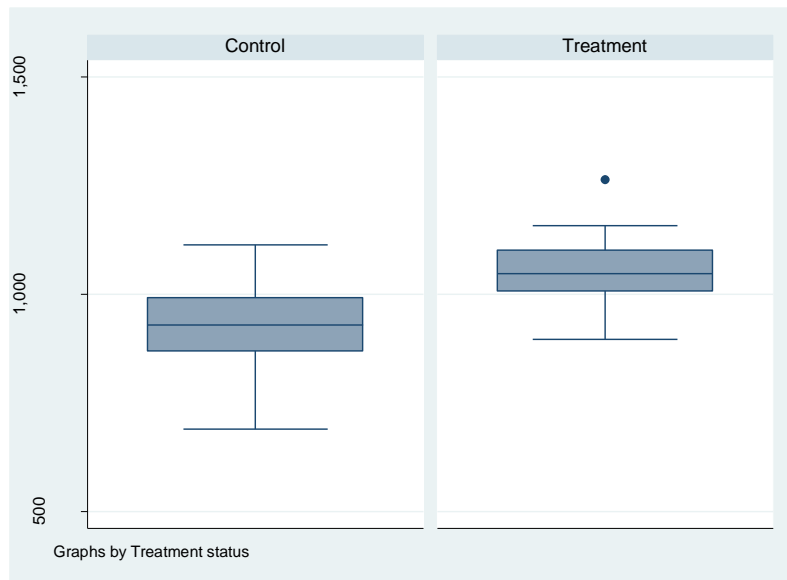 Control
Treatment
1,500
1,000
500
Graphs by Treatment status